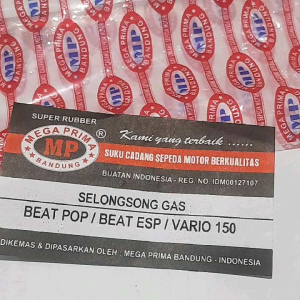 SUPER RUBBER
MEGA PRIMA
MP
BANDUNG
®
Kami yang terbaik ......
SUKU CADANG SEPEDA MOTOR BERKUALITAS
BUATAN INDONESIA - REG. NO. IDM00127107
SELONGSONG GAS
BEAT POP / BEAT ESP / VARIO 150
DIKEMAS & DIPASARKAN OLEH : MEGA PRIMA BANDUNG - INDONESIA